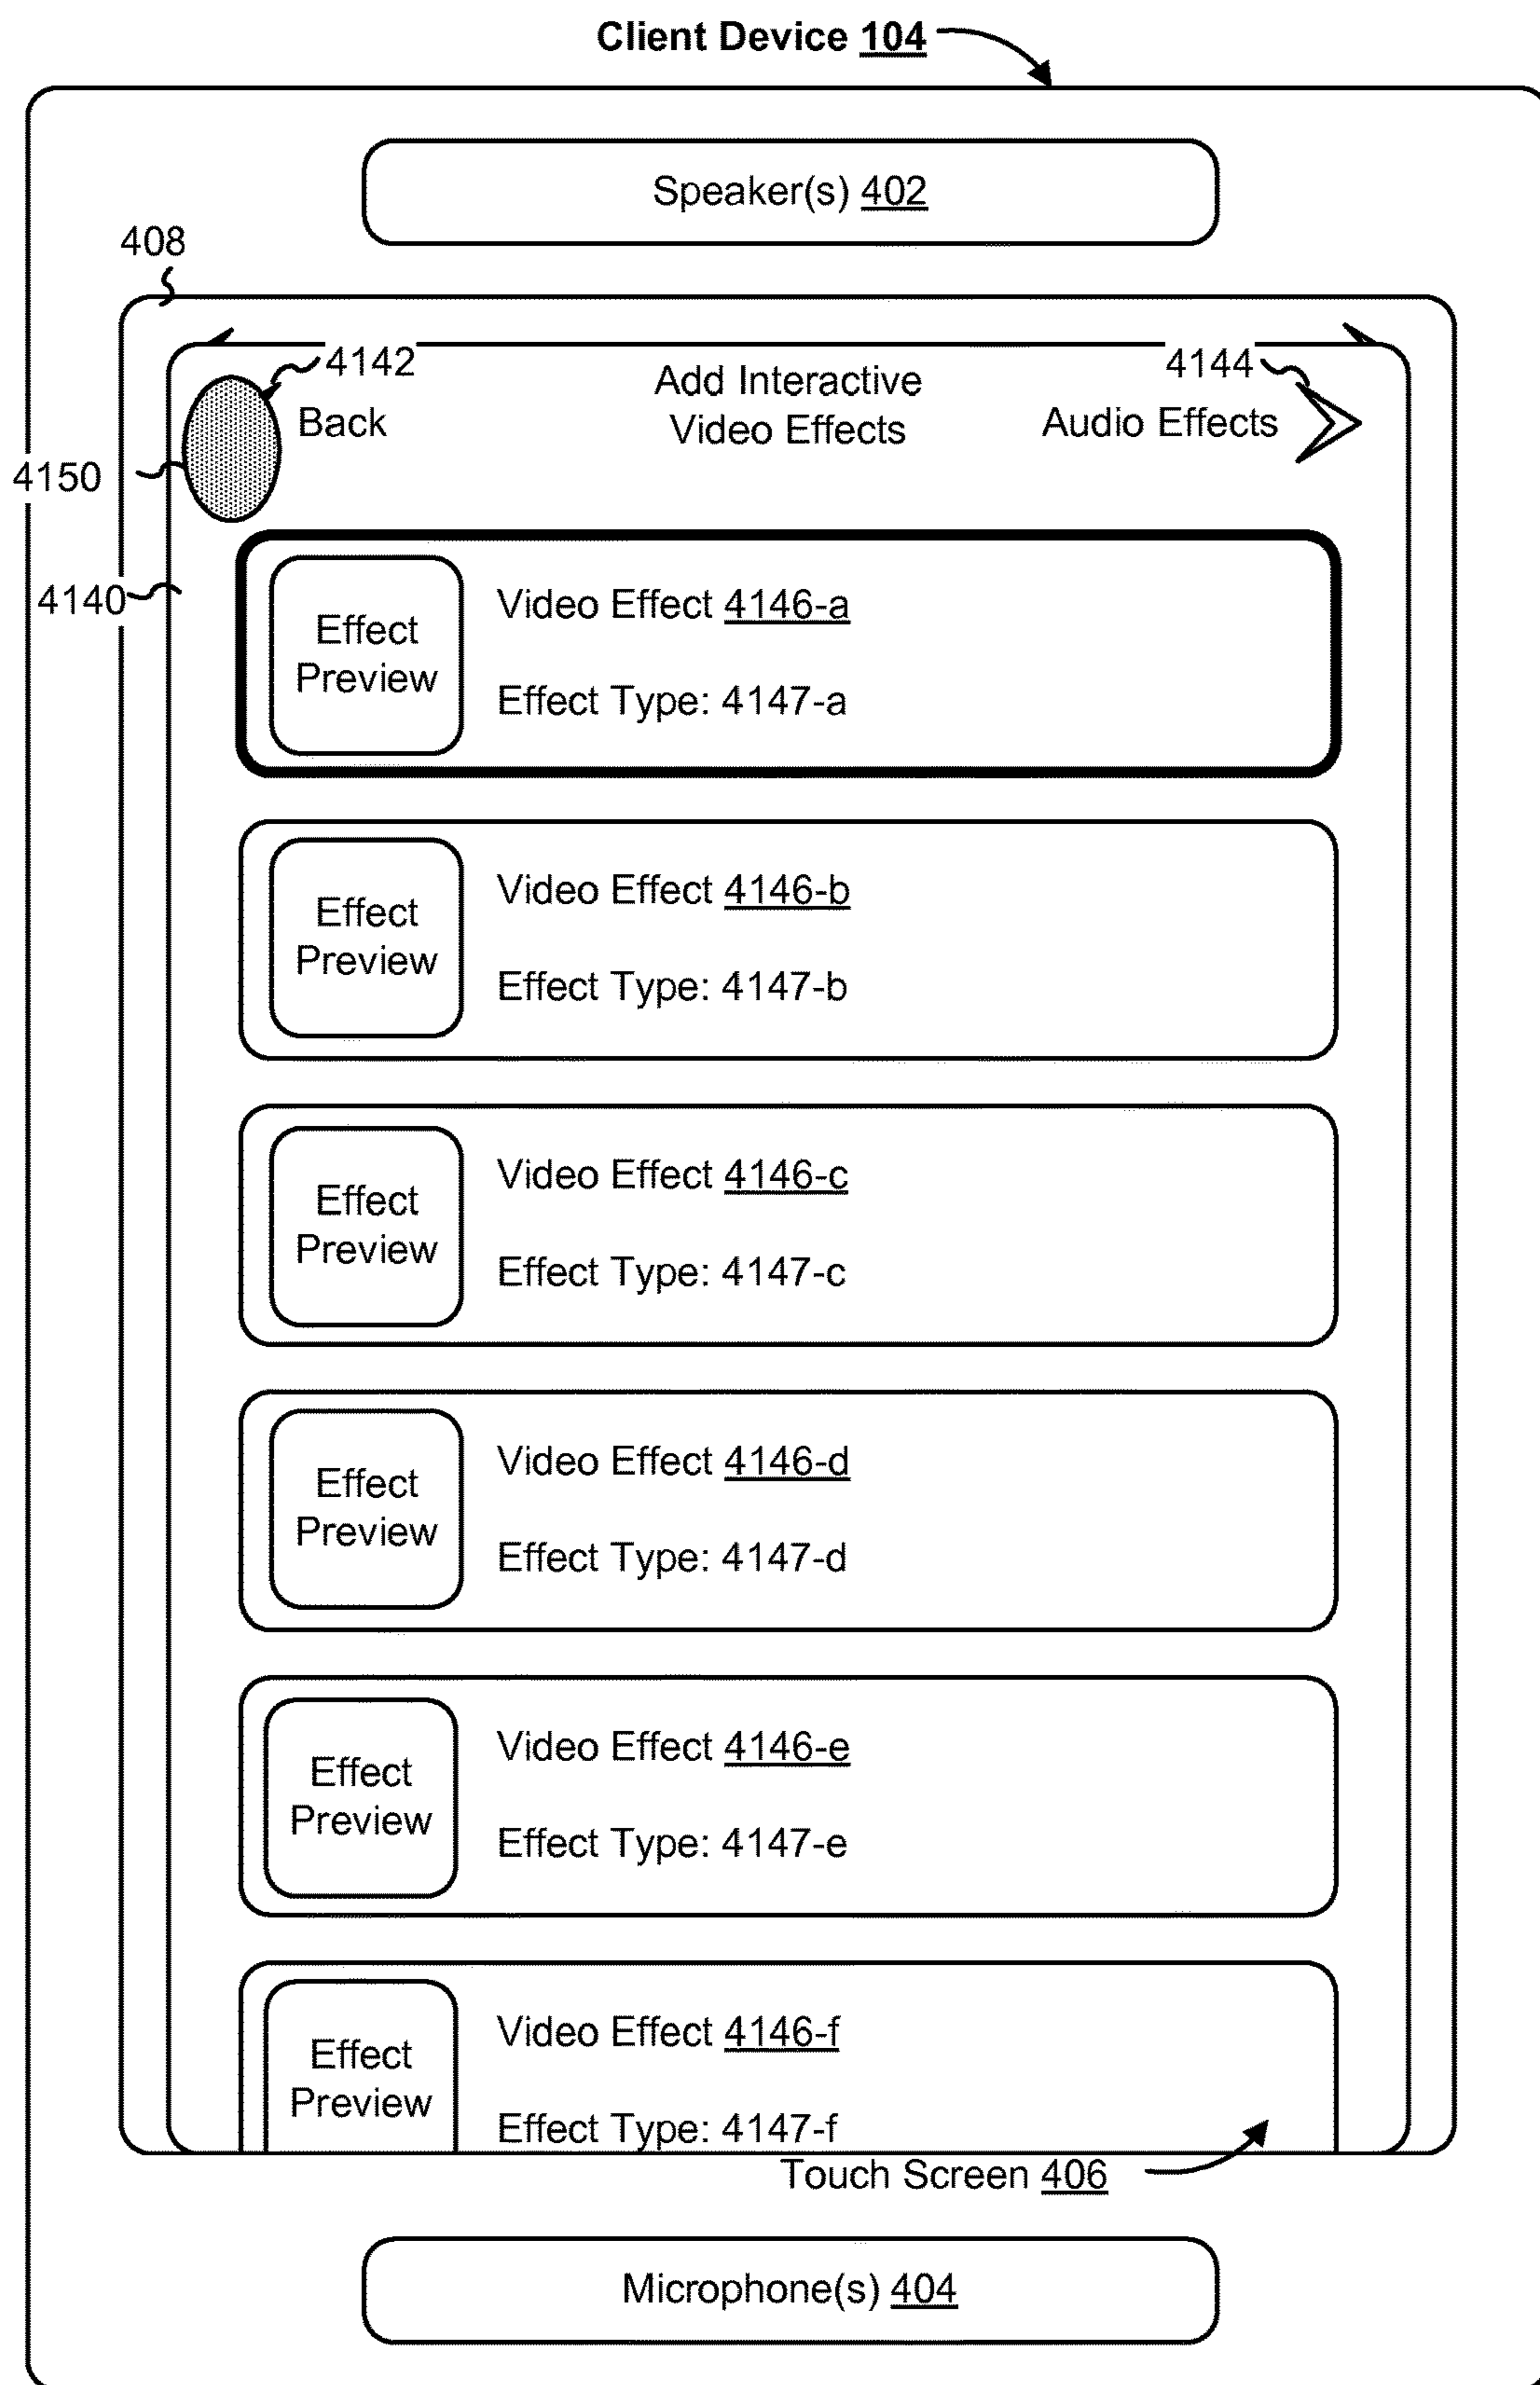 Client Device 104
Speaker(s) 402
408
4142
4144
Add Interactive
Video Effects
Back
Audio Effects
4150
4140
Effect
Preview
Video Effect 4146-a
Effect Type: 4147-a
Effect
Preview
Video Effect 4146-b
Effect Type: 4147-b
Effect
Preview
Video Effect 4146-c
Effect Type: 4147-c
Effect
Preview
Video Effect 4146-d
Effect Type: 4147-d
Effect
Preview
Video Effect 4146-e
Effect Type: 4147-e
Effect
Preview
Video Effect 4146-f
Effect Type: 4147-f
Touch Screen 406
Microphone(s) 404